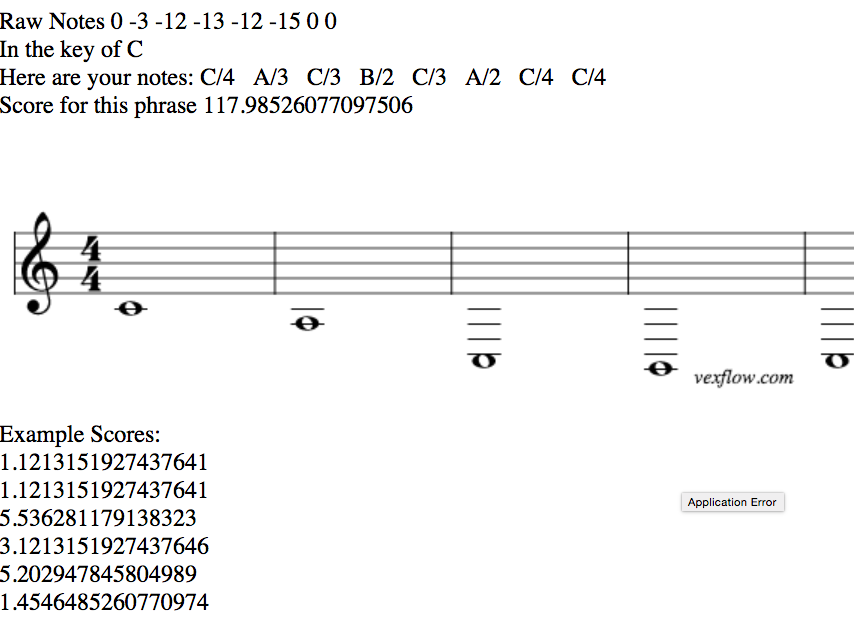 Raw Notes 0 -3 -12 -13 -12 -15 0 0
In the key of C
Here are your notes: C/4 A/3 C/3 B/2 C/3 A/2 C/4 C/4
Score for this phrase 117.98526077097506
4
4
vexflow.com
Example Scores:
1.1213151927437641
1.1213151927437641
5.536281179138323
Application Error
3.1213151927437646
5.202947845804989
1.4546485260770974